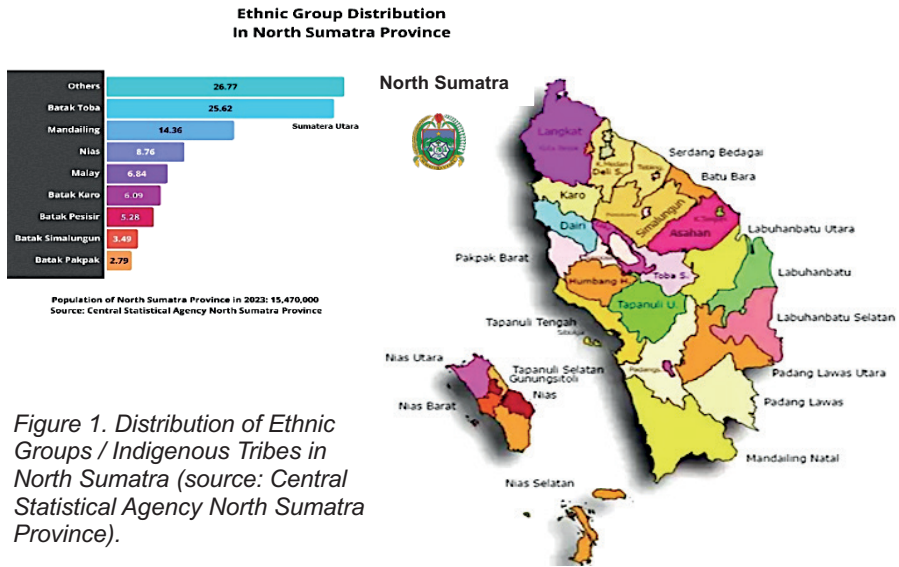 Ethnic Group Distribution
In North Sumatra Province
Others 26.77
Batak Toba 25.62
Mandailing 14.36
Nias 8.76
Malay 6.84
Batak Karo 6.09
Batak Pesisir 5.28
Batak Simalungun 3.49
Batak Pakpak 2.79
Sumatera Utara
Population of North Sumatra Province in 2023: 15,470,000
Source: Central Statistical Agency North Sumatra Province
North Sumatra
Langkat
K.Medan
Deli S.
Serdang Bedagai
Batu Bara
Karo
Simalungun
Asahan
Dairi
Labuhanbatu Utara
Pakpak Barat
Toba S.
Labuhanbatu
Humbang H.
Tapanuli U.
Labuhanbatu Selatan
Tapanuli Tengah
Sibolga
Nias Utara
Tapanuli Selatan
Padangs.
Gunungsitoli
Padang Lawas Utara
Nias
Nias Barat
Padang Lawas
Mandailing Natal
Nias Selatan
Figure 1. Distribution of Ethnic
Groups / Indigenous Tribes in
North Sumatra (source: Central
Statistical Agency North Sumatra
Province).